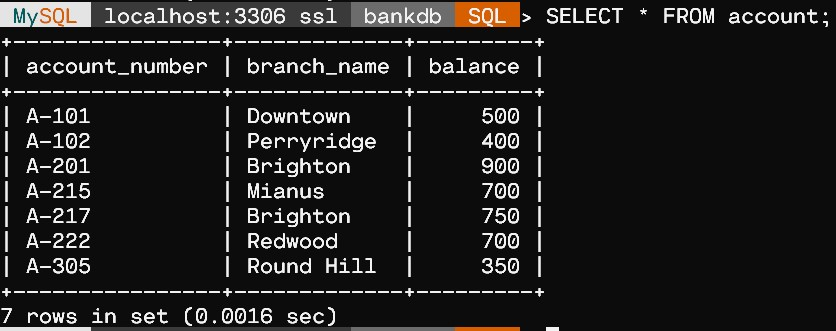 MySQL localhost:3306 ssl bankdb SQL > SELECT * FROM account;
+----------------+-------------+---------+
| account_number | branch_name | balance |
+----------------+-------------+---------+
| A-101          | Downtown    |     500 |
| A-102          | Perryridge  |     400 |
| A-201          | Brighton    |     900 |
| A-215          | Mianus      |     700 |
| A-217          | Brighton    |     750 |
| A-222          | Redwood     |     700 |
| A-305          | Round Hill  |     350 |
+----------------+-------------+---------+
7 rows in set (0.0016 sec)